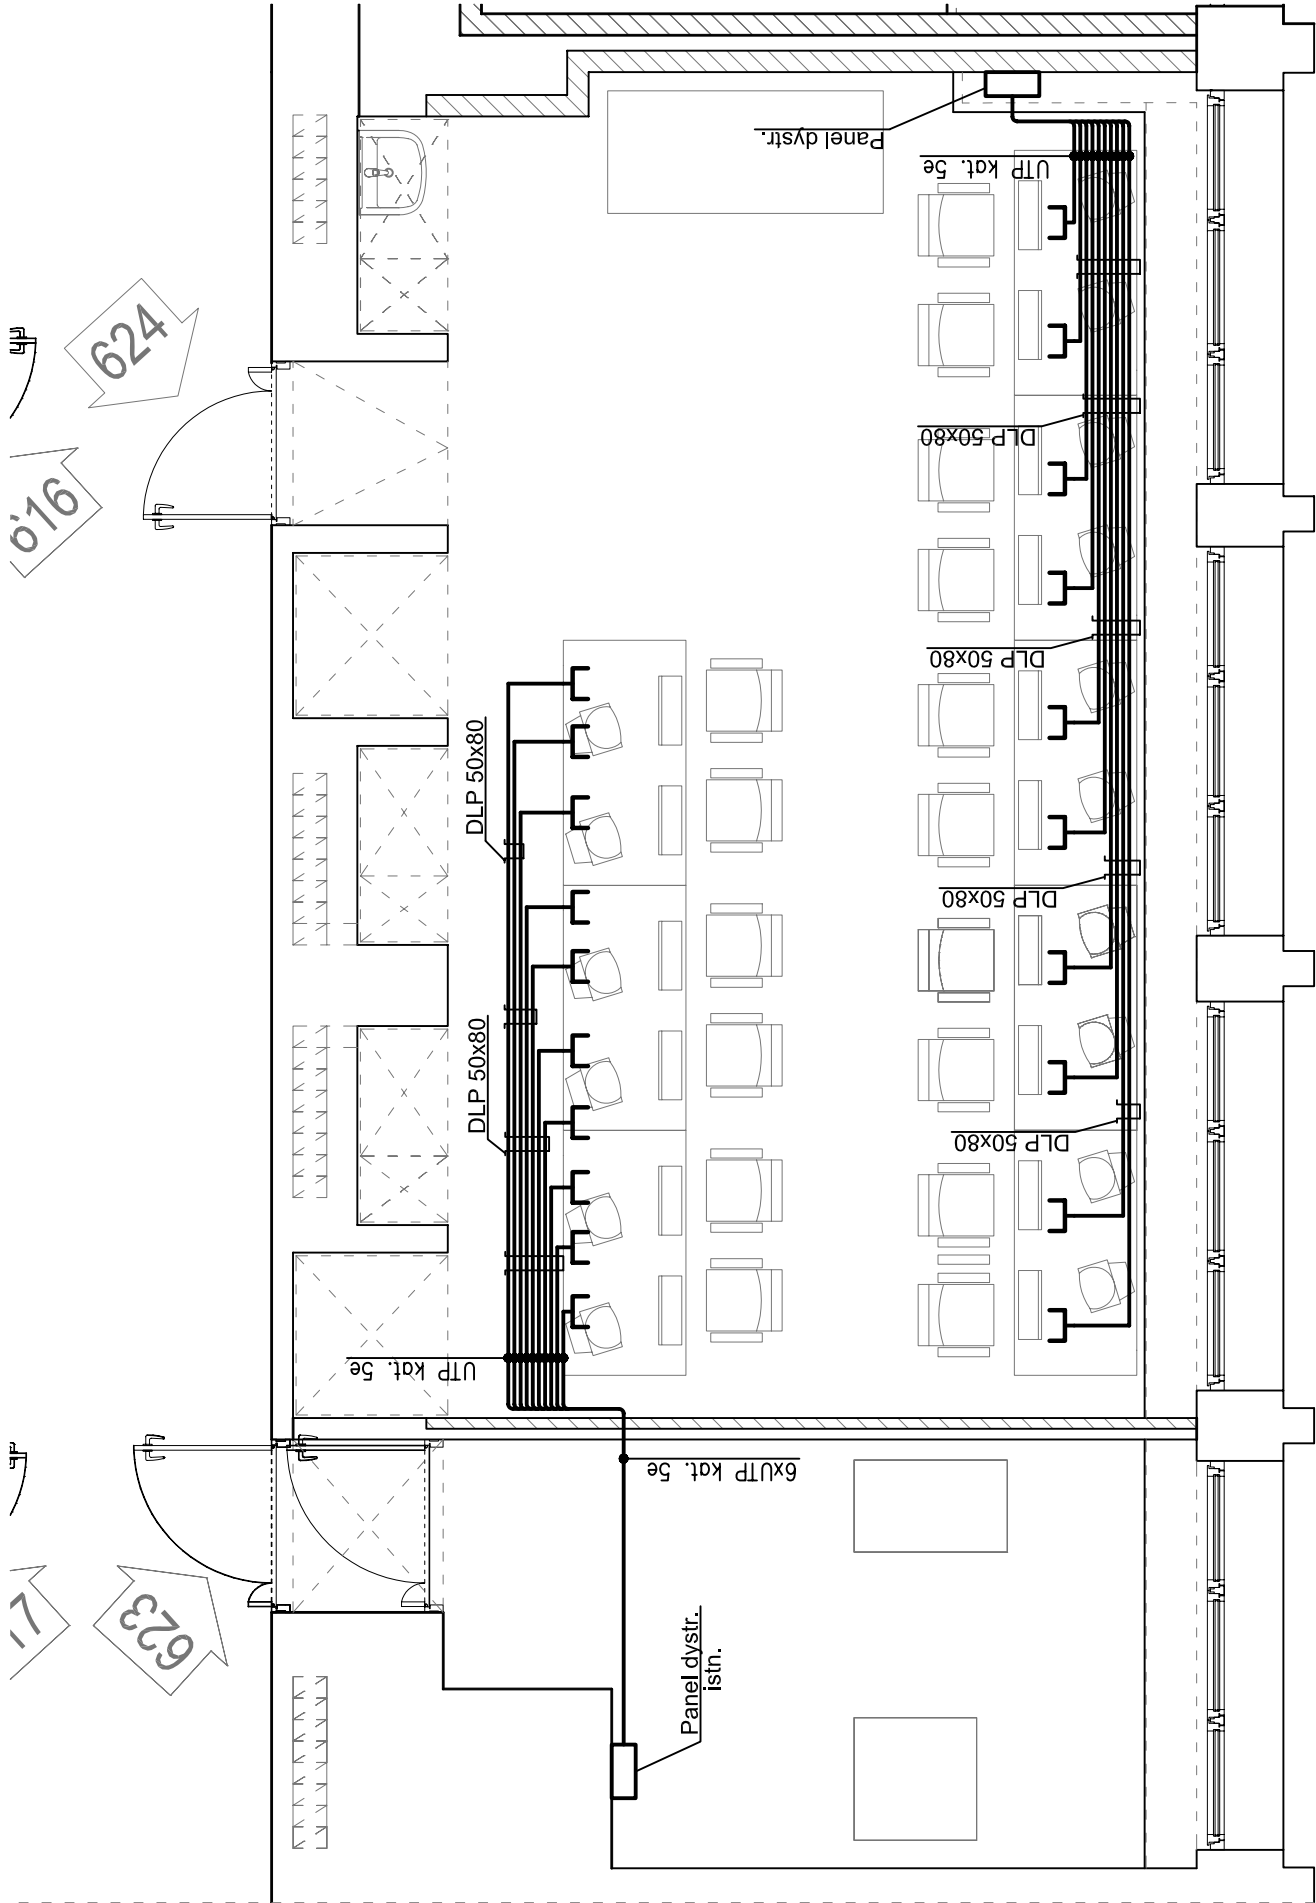 Panel dystr.
UTP kat. 5e
624
616
DLP 50x80
DLP 50x80
DLP 50x80
DLP 50x80
DLP 50x80
DLP 50x80
UTP kat. 5e
6xUTP kat. 5e
17
623
Panel dystr.
istn.